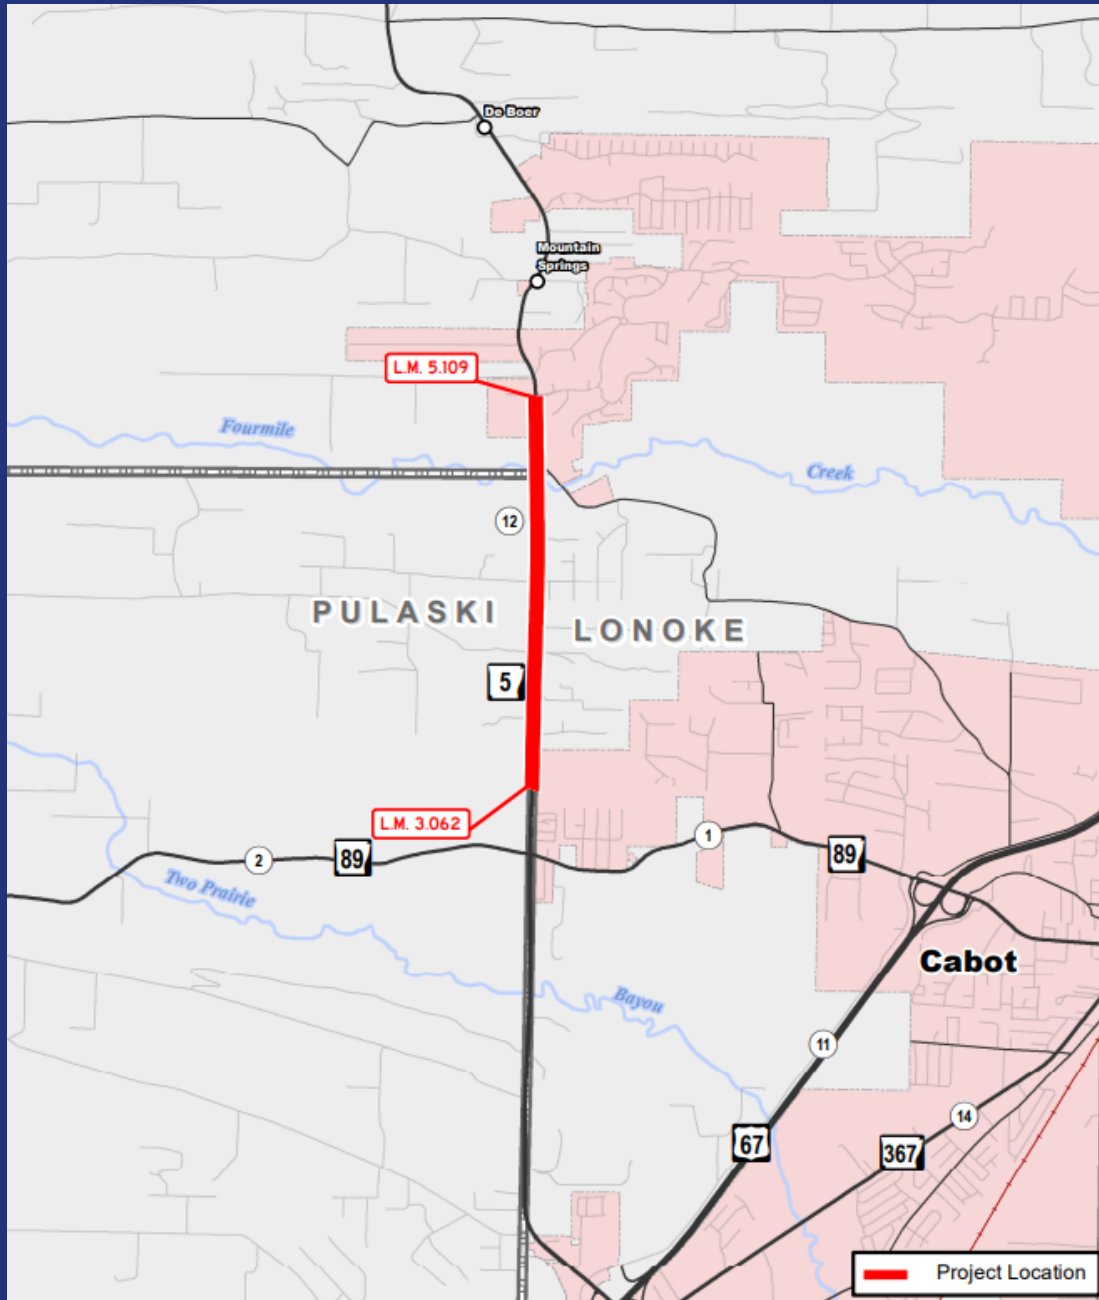 De Boer
Mountain
Springs
L.M. 5.109
Fourmile
Creek
12
PULASKI
LONOKE
5
L.M. 3.062
1
2
89
89
Two Prairie
Cabot
Bayou
11
14
67
367
Project Location